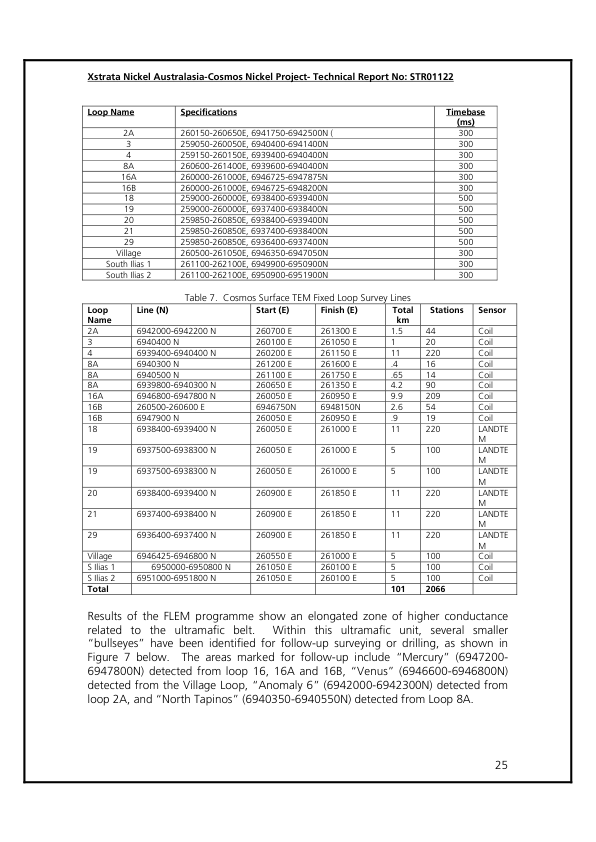 Xstrata Nickel Australasia-Cosmos Nickel Project- Technical Report No: STR01122
Loop Name Specifications Timebase (ms)
2A 260150-260650E, 6941750-6942500N ( 300
3 259050-260050E, 6940400-6941400N 300
4 259150-260150E, 6939400-6940400N 300
8A 260600-261400E, 6939600-6940400N 300
16A 260000-261000E, 6946725-6947875N 300
16B 260000-261000E, 6946725-6948200N 300
18 259000-260000E, 6938400-6939400N 500
19 259000-260000E, 6937400-6938400N 500
20 259850-260850E, 6938400-6939400N 500
21 259850-260850E, 6937400-6938400N 500
29 259850-260850E, 6936400-6937400N 500
Village 260500-261050E, 6946350-6947050N 300
South Ilias 1 261100-262100E, 6949900-6950900N 300
South Ilias 2 261100-262100E, 6950900-6951900N 300
Table 7. Cosmos Surface TEM Fixed Loop Survey Lines
Loop Name Line (N) Start (E) Finish (E) Total km Stations Sensor
2A 6942000-6942200 N 260700 E 261300 E 1.5 44 Coil
3 6940400 N 260100 E 261050 E 1 20 Coil
4 6939400-6940400 N 260200 E 261150 E 11 220 Coil
8A 6940300 N 261200 E 261600 E .4 16 Coil
8A 6940500 N 261100 E 261750 E .65 14 Coil
8A 6939800-6940300 N 260650 E 261350 E 4.2 90 Coil
16A 6946800-6947800 N 260050 E 260950 E 9.9 209 Coil
16B 260500-260600 E 6946750N 6948150N 2.6 54 Coil
16B 6947900 N 260050 E 260950 E .9 19 Coil
18 6938400-6939400 N 260050 E 261000 E 11 220 LANDTE
M
19 6937500-6938300 N 260050 E 261000 E 5 100 LANDTE
M
19 6937500-6938300 N 260050 E 261000 E 5 100 LANDTE
M
20 6938400-6939400 N 260900 E 261850 E 11 220 LANDTE
M
21 6937400-6938400 N 260900 E 261850 E 11 220 LANDTE
M
29 6936400-6937400 N 260900 E 261850 E 11 220 LANDTE
M
Village 6946425-6946800 N 260550 E 261000 E 5 100 Coil
S Ilias 1 6950000-6950800 N 261050 E 260100 E 5 100 Coil
S Ilias 2 6951000-6951800 N 261050 E 260100 E 5 100 Coil
Total 101 2066
Results of the FLEM programme show an elongated zone of higher conductance
related to the ultramafic belt. Within this ultramafic unit, several smaller
“bullseyes” have been identified for follow-up surveying or drilling, as shown in
Figure 7 below. The areas marked for follow-up include “Mercury” (6947200-
6947800N) detected from loop 16, 16A and 16B, “Venus” (6946600-6946800N)
detected from the Village Loop, “Anomaly 6” (6942000-6942300N) detected from
loop 2A, and “North Tapinos” (6940350-6940550N) detected from Loop 8A.
25